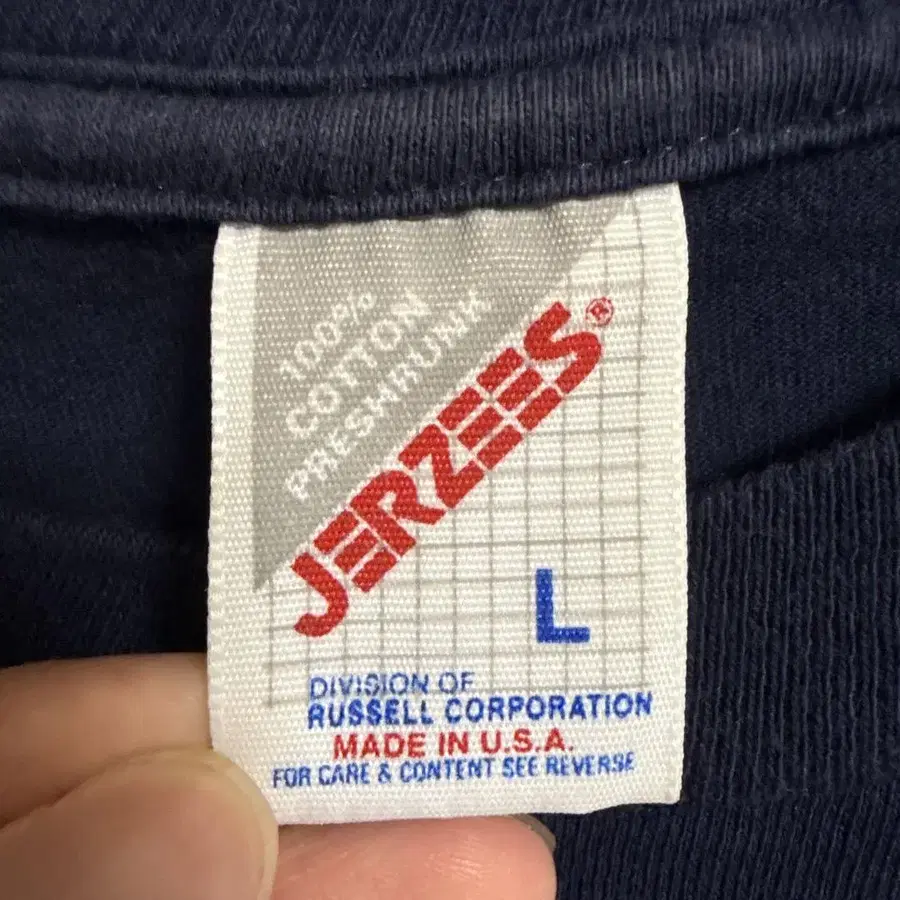 100%
COTTON
PRESHRUNK
JERZEES®
L
DIVISION OF
RUSSELL CORPORATION
MADE IN U.S.A.
FOR CARE & CONTENT SEE REVERSE